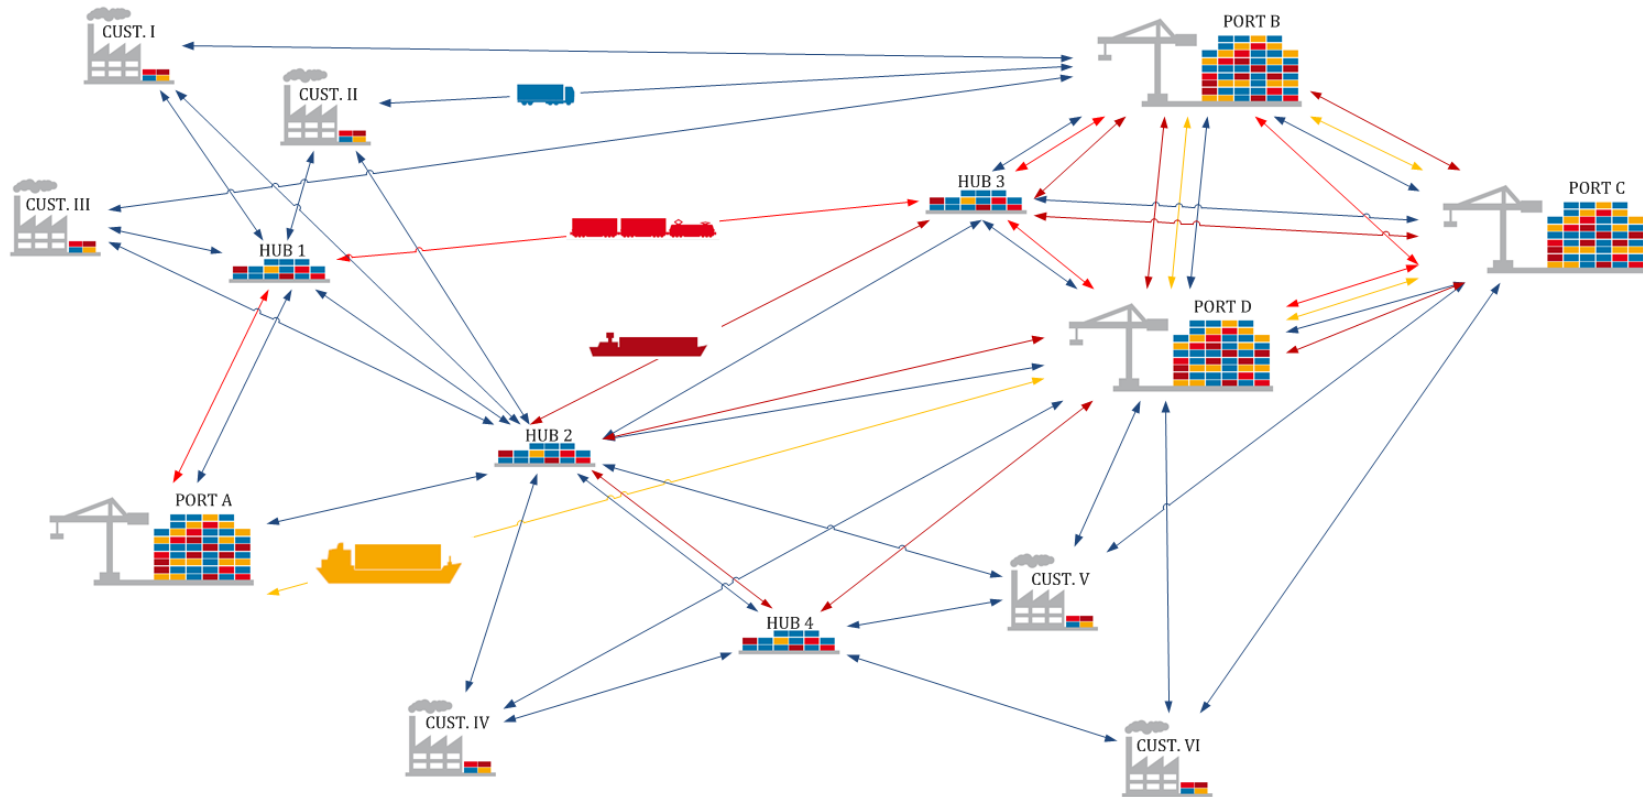 CUST. I
PORT B
CUST. II
HUB 3
PORT C
CUST. III
HUB 1
PORT D
HUB 2
PORT A
CUST. V
HUB 4
CUST. IV
CUST. VI